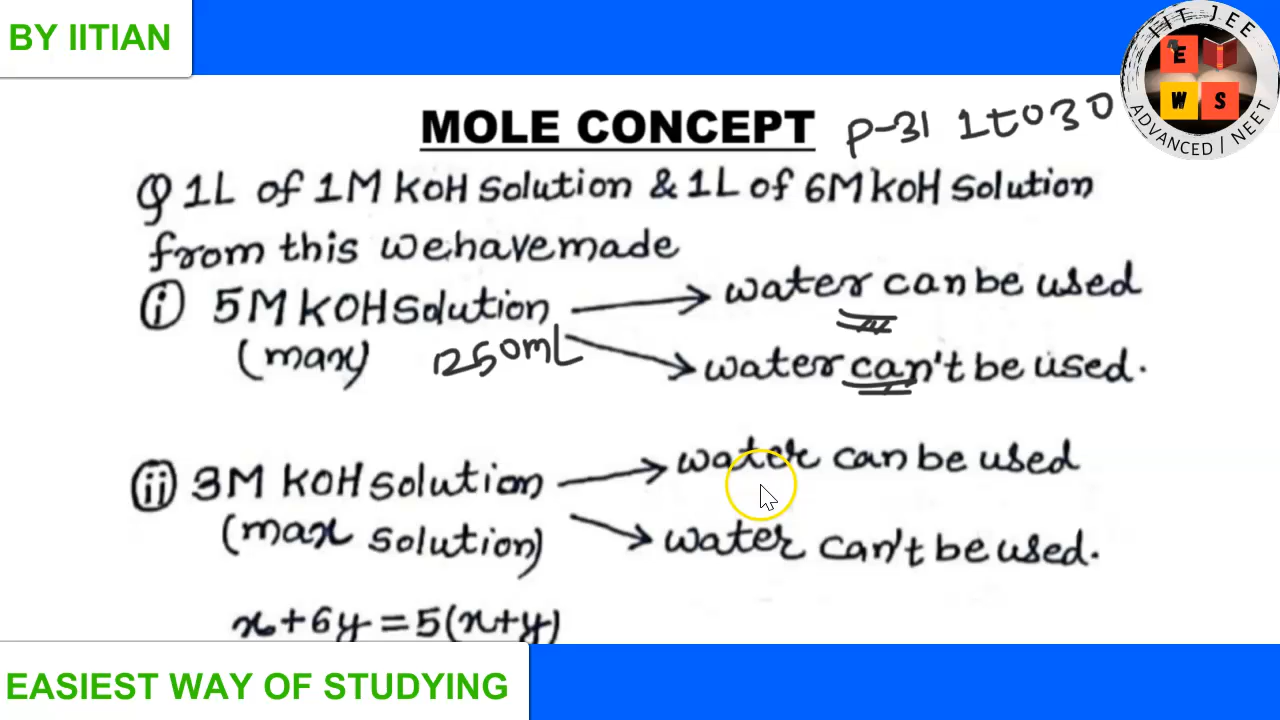 BY IITIAN
IIT JEE
E
W S
ADVANCED | NEET
MOLE CONCEPT P-31 1to30
Q 1L of 1M KOH Solution & 1L of 6M KOH Solution
from this we have made
(i) 5M KOH Solution → water can be used
(max) 1250mL → water can't be used.
(ii) 3M KOH solution → water can be used
(max solution) → water can't be used.
x+6y=5(x+y)
EASIEST WAY OF STUDYING